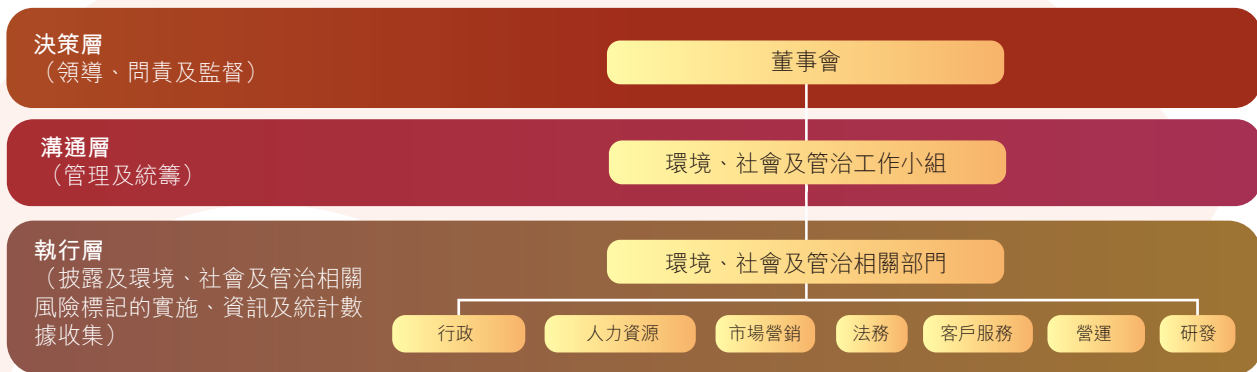 決策層
（領導、問責及監督）
董事會
溝通層
（管理及統籌）
環境、社會及管治工作小組
執行層
（披露及環境、社會及管治相關
風險標記的實施、資訊及統計數
據收集）
環境、社會及管治相關部門
行政
人力資源
市場營銷
法務
客戶服務
營運
研發